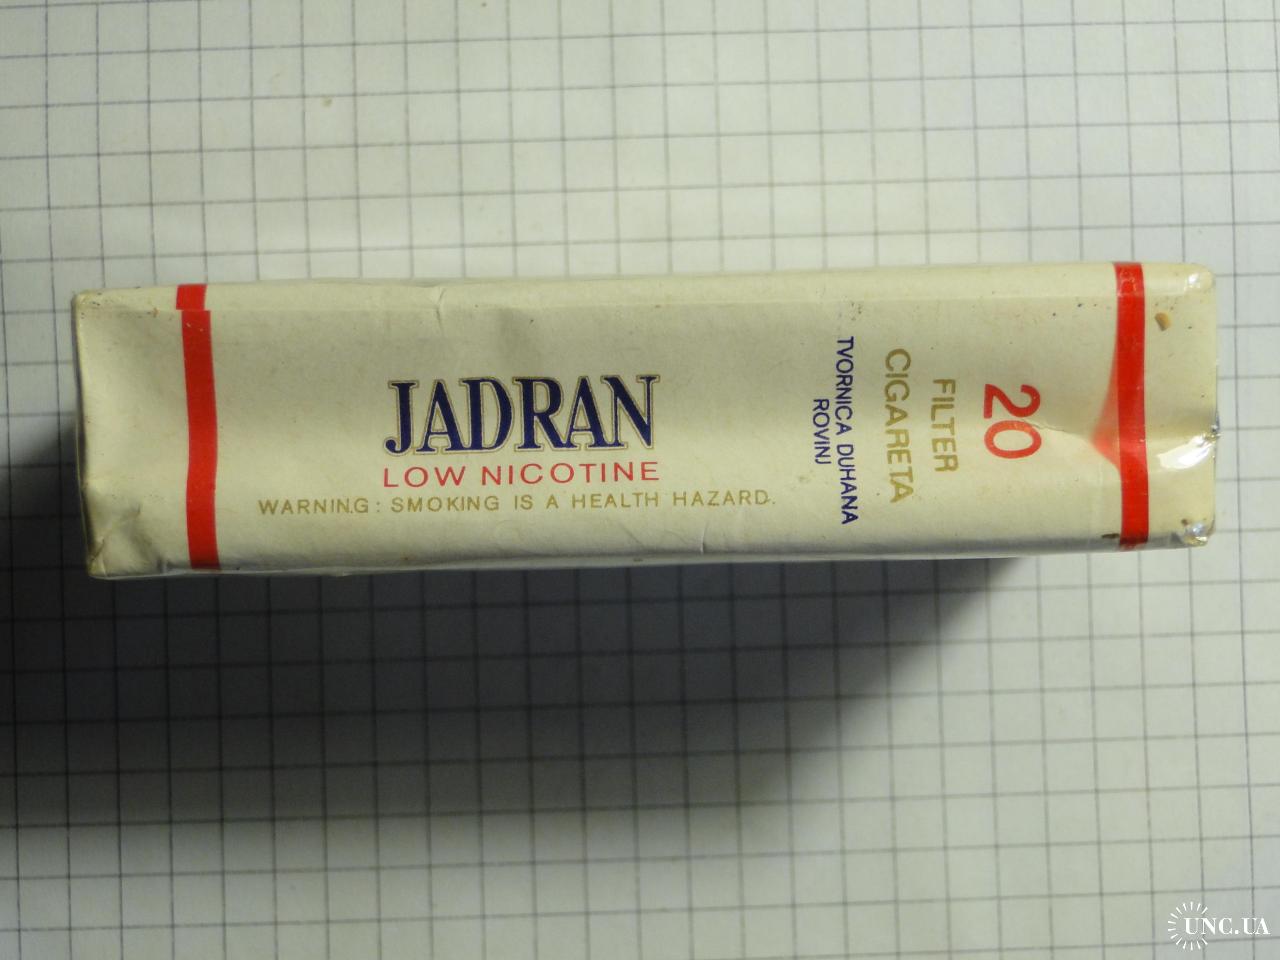 JADRAN
LOW NICOTINE
WARNING: SMOKING IS A HEALTH HAZARD.
20
FILTER
CIGARETA
TVORNICA DUHANA
ROVINJ
UNC.UA